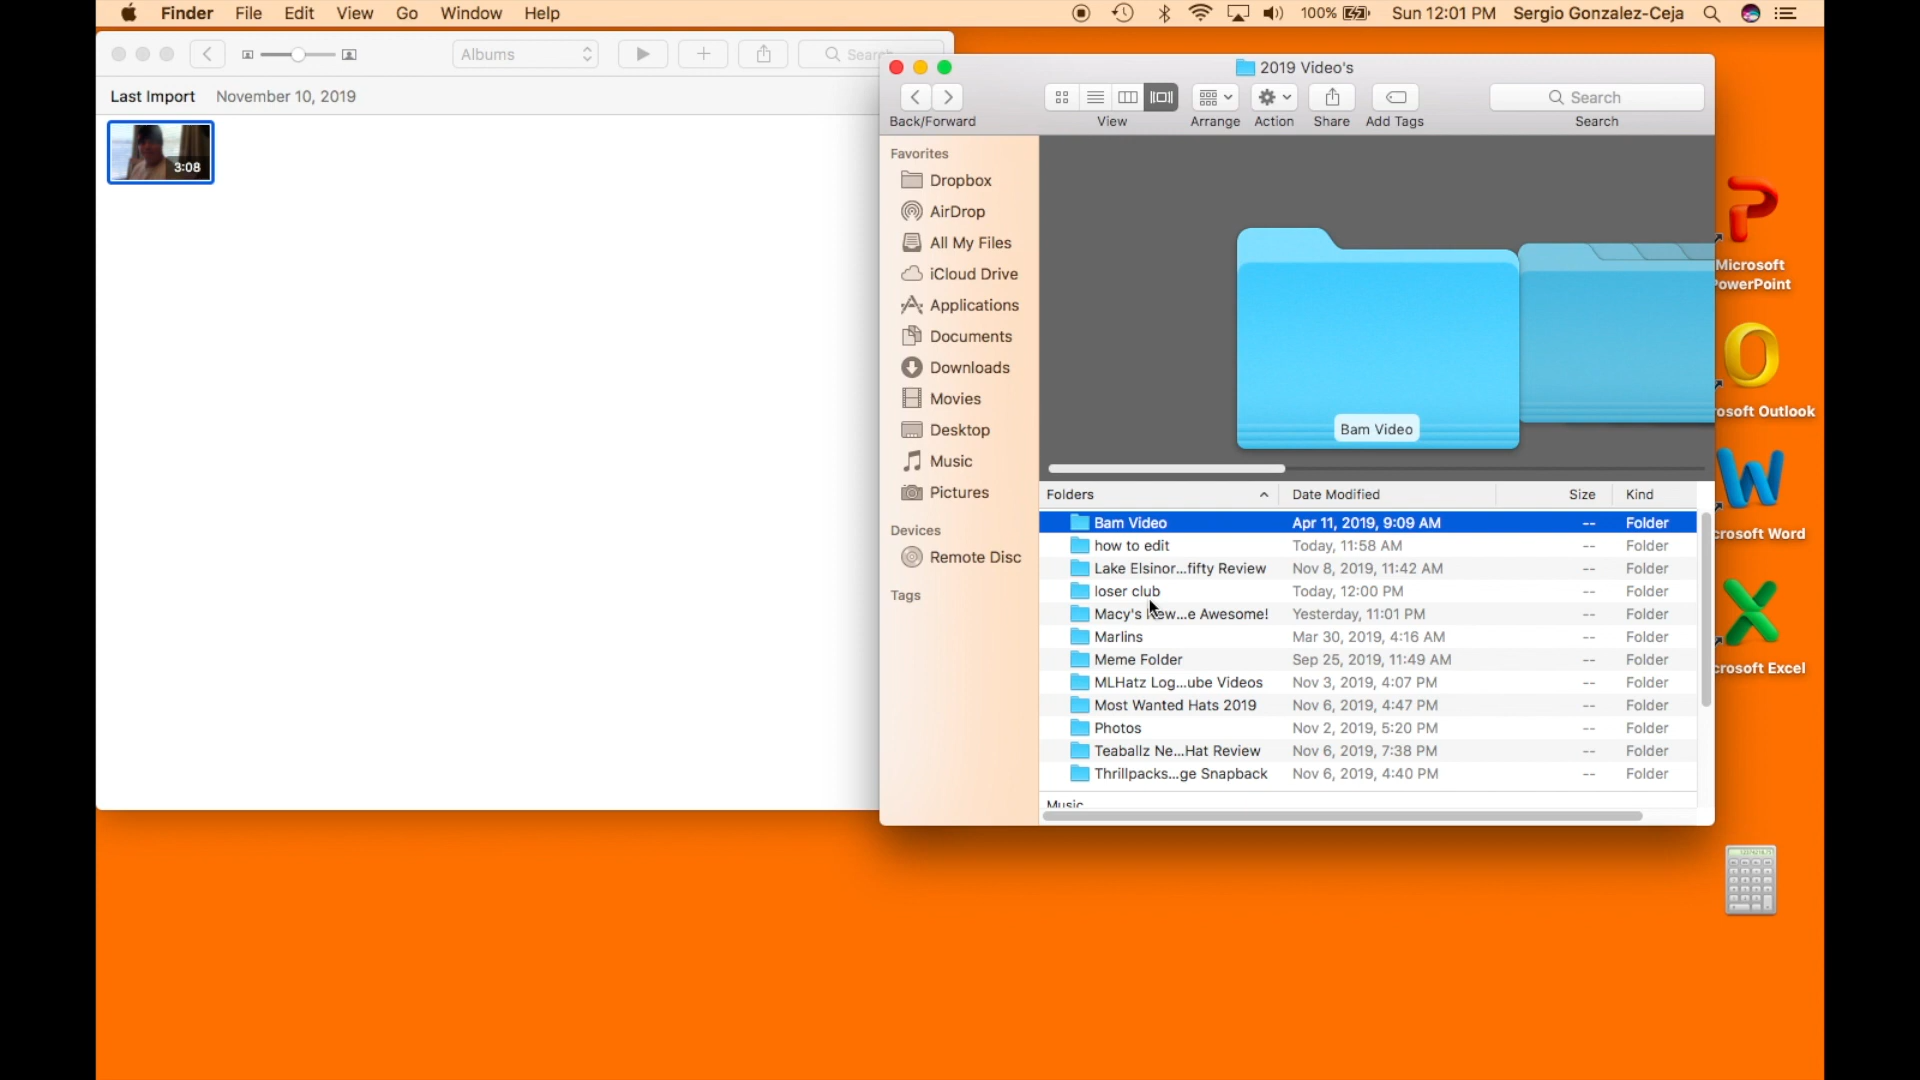 Finder File Edit View Go Window Help
100% Sun 12:01 PM Sergio Gonzalez-Ceja
Albums
Last Import November 10, 2019
3:08
2019 Video's
Search
Back/Forward View Arrange Action Share Add Tags Search
Favorites
Dropbox
AirDrop
All My Files
iCloud Drive
Applications
Documents
Downloads
Movies
Desktop
Music
Pictures
Devices
Remote Disc
Tags
Bam Video
Folders Date Modified Size Kind
Bam Video Apr 11, 2019, 9:09 AM -- Folder
how to edit Today, 11:58 AM -- Folder
Lake Elsinor...fifty Review Nov 8, 2019, 11:42 AM -- Folder
loser club Today, 12:00 PM -- Folder
Macy's ...e Awesome! Yesterday, 11:01 PM -- Folder
Marlins Mar 30, 2019, 4:16 AM -- Folder
Meme Folder Sep 25, 2019, 11:49 AM -- Folder
MLHatz Log...ube Videos Nov 3, 2019, 4:07 PM -- Folder
Most Wanted Hats 2019 Nov 6, 2019, 4:47 PM -- Folder
Photos Nov 2, 2019, 5:20 PM -- Folder
Teaballz Ne...Hat Review Nov 6, 2019, 7:38 PM -- Folder
Thrillpacks...ge Snapback Nov 6, 2019, 4:40 PM -- Folder
Music
Microsoft
PowerPoint
rosoft Outlook
crosoft Word
crosoft Excel